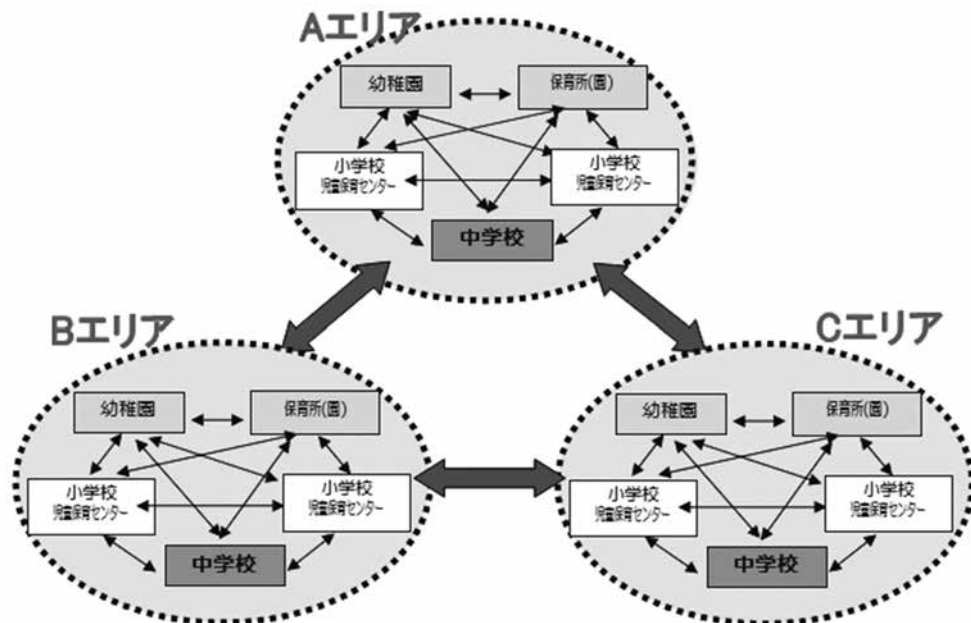 Aエリア
幼稚園
保育所(園)
小学校
児童保育センター
小学校
児童保育センター
中学校
Bエリア
幼稚園
保育所(園)
小学校
児童保育センター
小学校
児童保育センター
中学校
Cエリア
幼稚園
保育所(園)
小学校
児童保育センター
小学校
児童保育センター
中学校